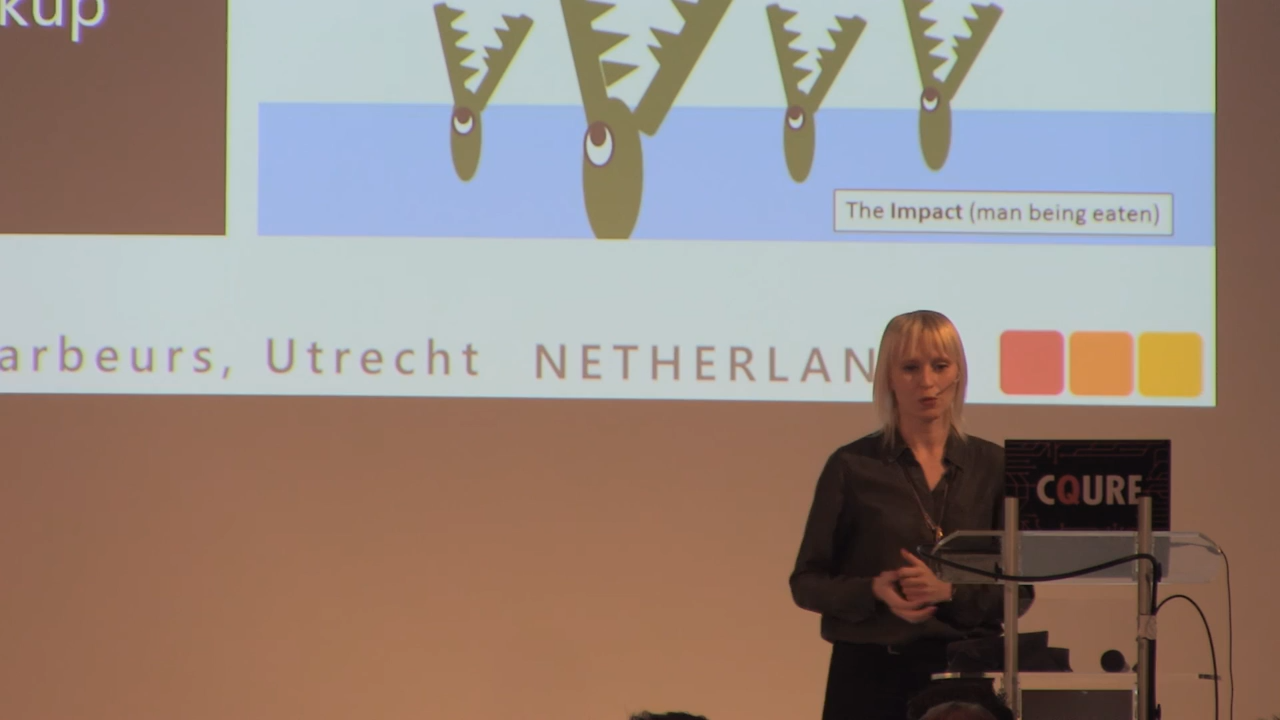 kup
The Impact (man being eaten)
arbeurs, Utrecht NETHERLAN
CQURE